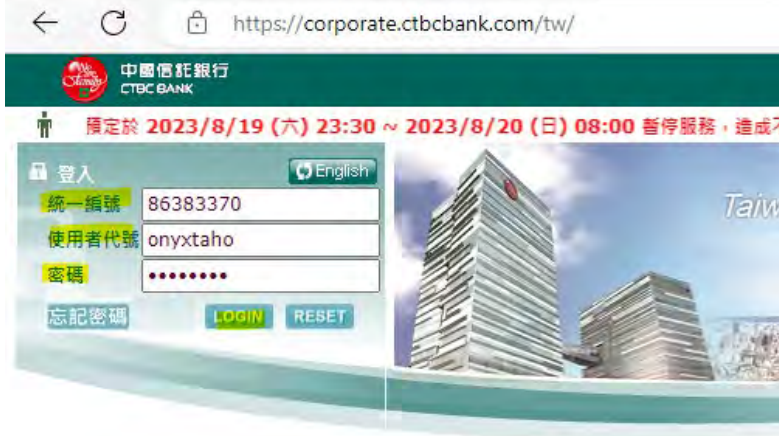 https://corporate.ctbcbank.com/tw/
中國信託銀行
CTBC BANK
預定於 2023/8/19 (六) 23:30 ~ 2023/8/20 (日) 08:00 暫停服務，造成
登入 English
統一編號 86383370
使用者代號 onyxtaho
密碼 ••••••••
忘記密碼 LOGIN RESET
Taiw